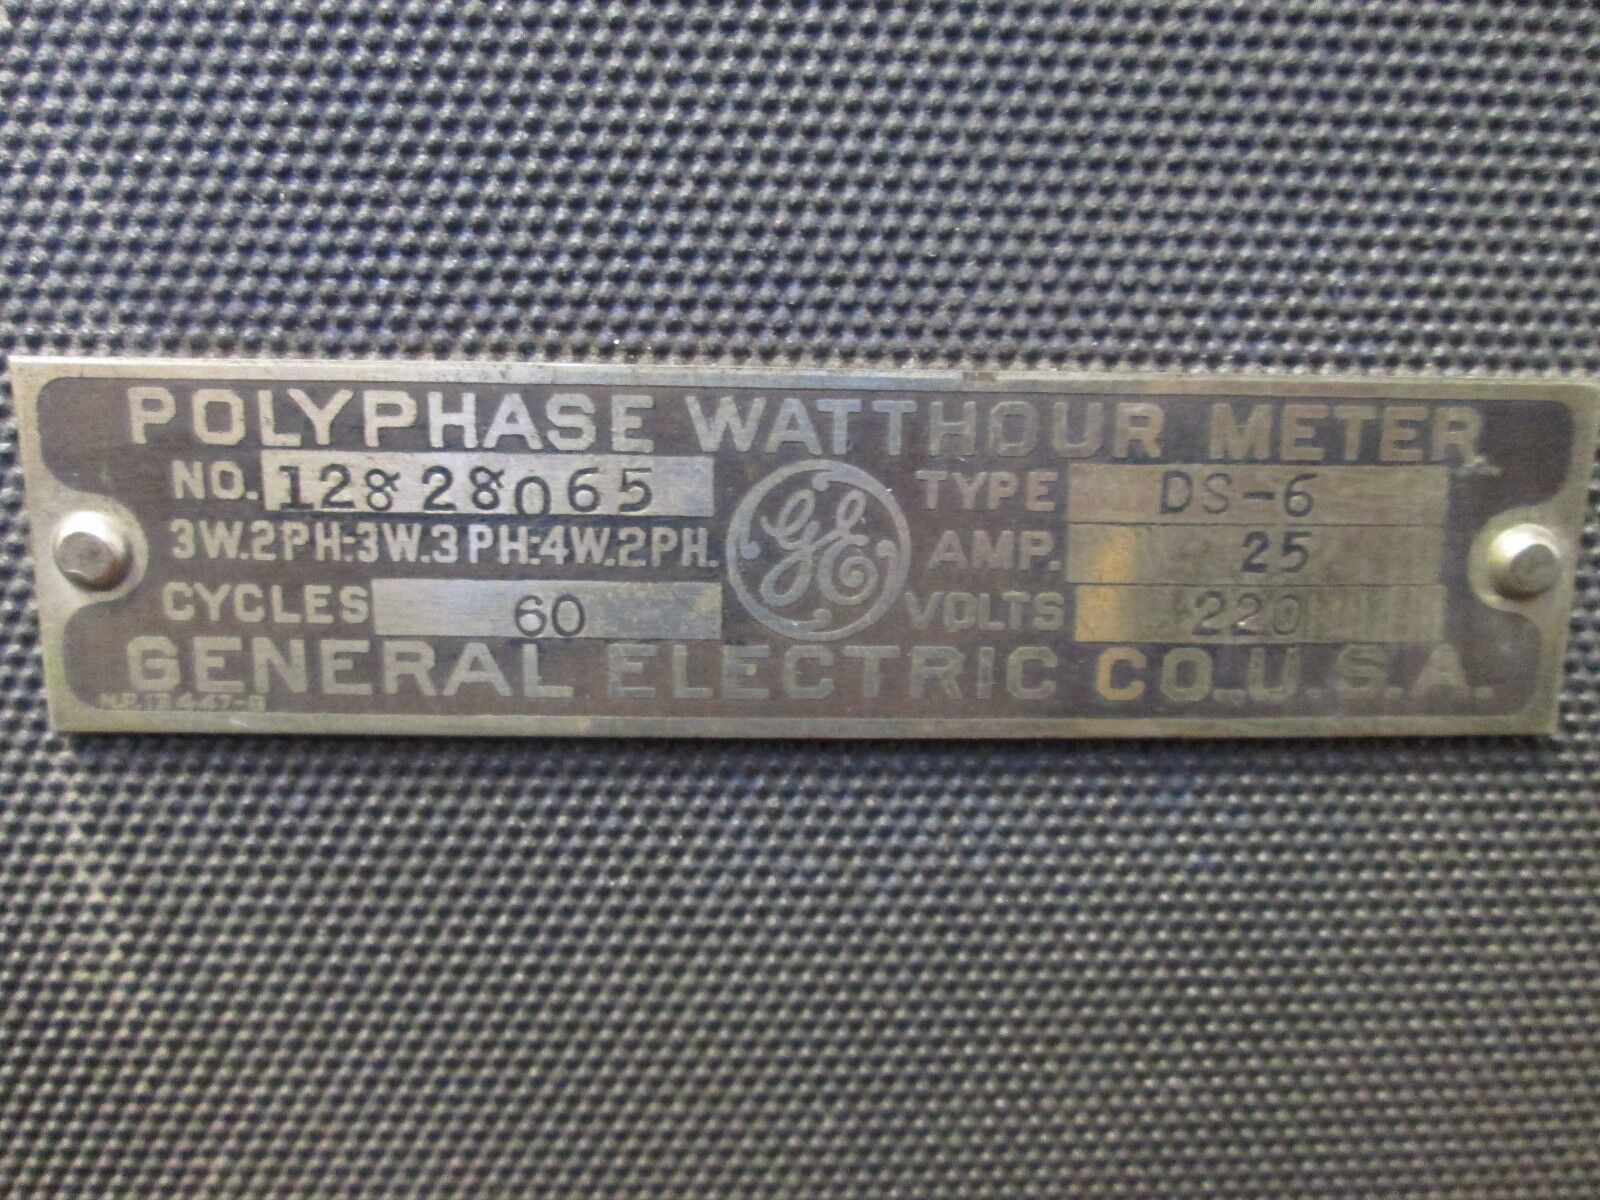 POLYPHASE WATTHOUR METER
NO. 12828065 TYPE DS-6
3W.2PH.-3W.3PH.-4W.2PH. GE AMP. 25
CYCLES 60 VOLTS 220
GENERAL ELECTRIC CO. U.S.A.